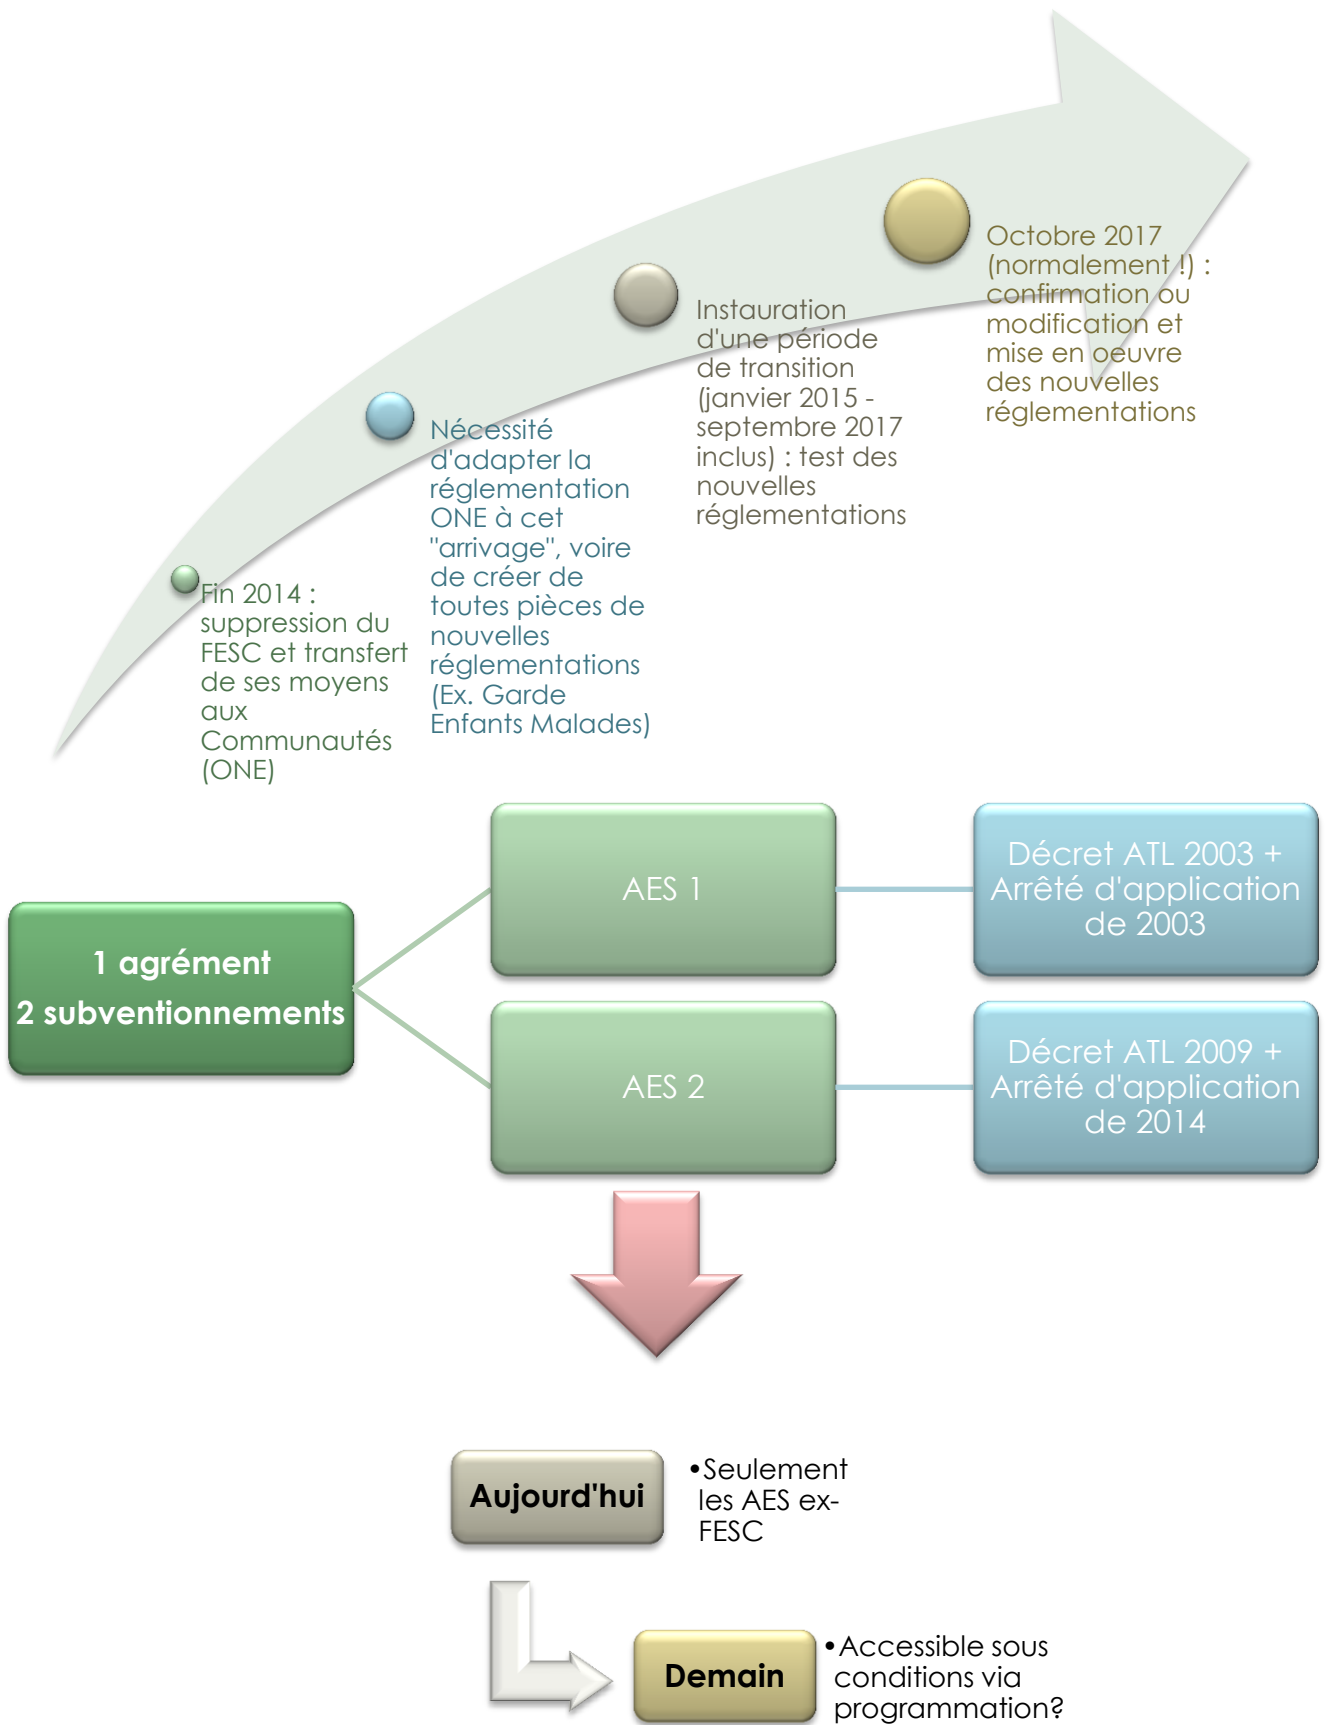 Fin 2014 :
suppression du
FESC et transfert
de ses moyens
aux
Communautés
(ONE)
Nécessité
d'adapter la
réglementation
ONE à cet
"arrivage", voire
de créer de
toutes pièces de
nouvelles
réglementations
(Ex. Garde
Enfants Malades)
Instauration
d'une période
de transition
(janvier 2015 -
septembre 2017
inclus) : test des
nouvelles
réglementations
Octobre 2017
(normalement !) :
confirmation ou
modification et
mise en oeuvre
des nouvelles
réglementations
1 agrément
2 subventionnements
AES 1
Décret ATL 2003 +
Arrêté d'application
de 2003
AES 2
Décret ATL 2009 +
Arrêté d'application
de 2014
Aujourd'hui
•Seulement
les AES ex-
FESC
Demain
•Accessible sous
conditions via
programmation?